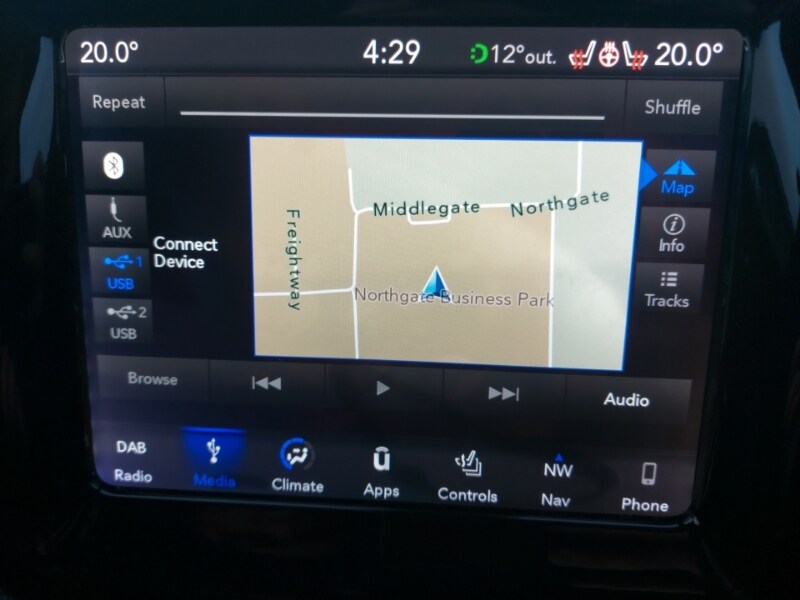 20.0°
4:29
12°out.
20.0°
Repeat
Shuffle
AUX
1
USB
2
USB
Connect
Device
Freightway
Middlegate
Northgate
Northgate Business Park
Map
Info
Tracks
Browse
Audio
DAB
Radio
Media
Climate
ū
Apps
Controls
NW
Nav
Phone